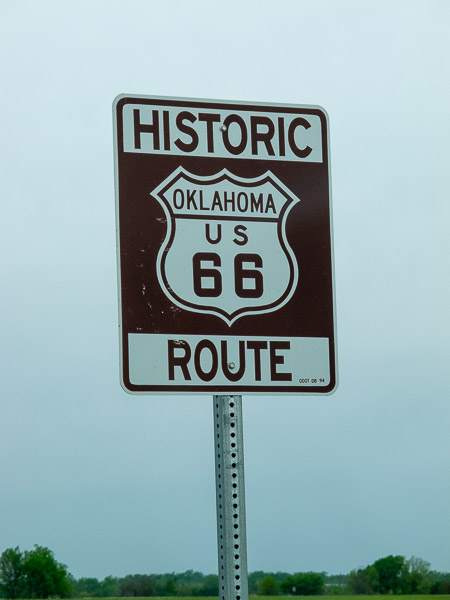 HISTORIC
OKLAHOMA
US
66
ROUTE
ODOT 08 94